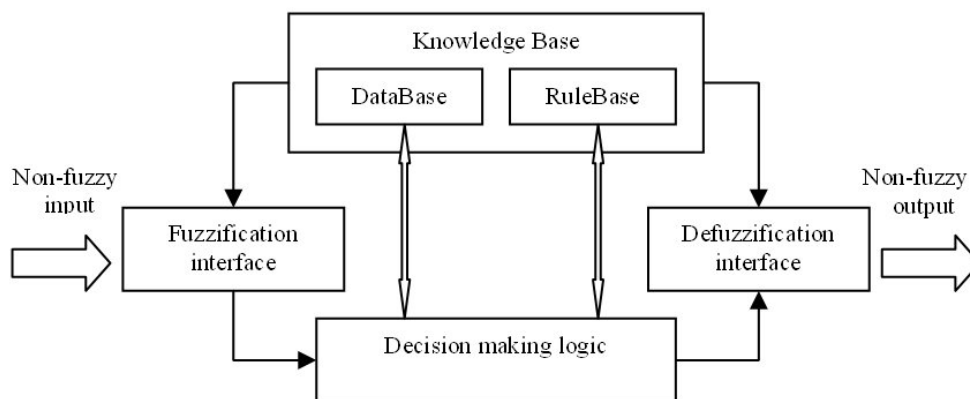 Knowledge Base
DataBase
RuleBase
Non-fuzzy
input
Non-fuzzy
output
Fuzzification
interface
Defuzzification
interface
Decision making logic